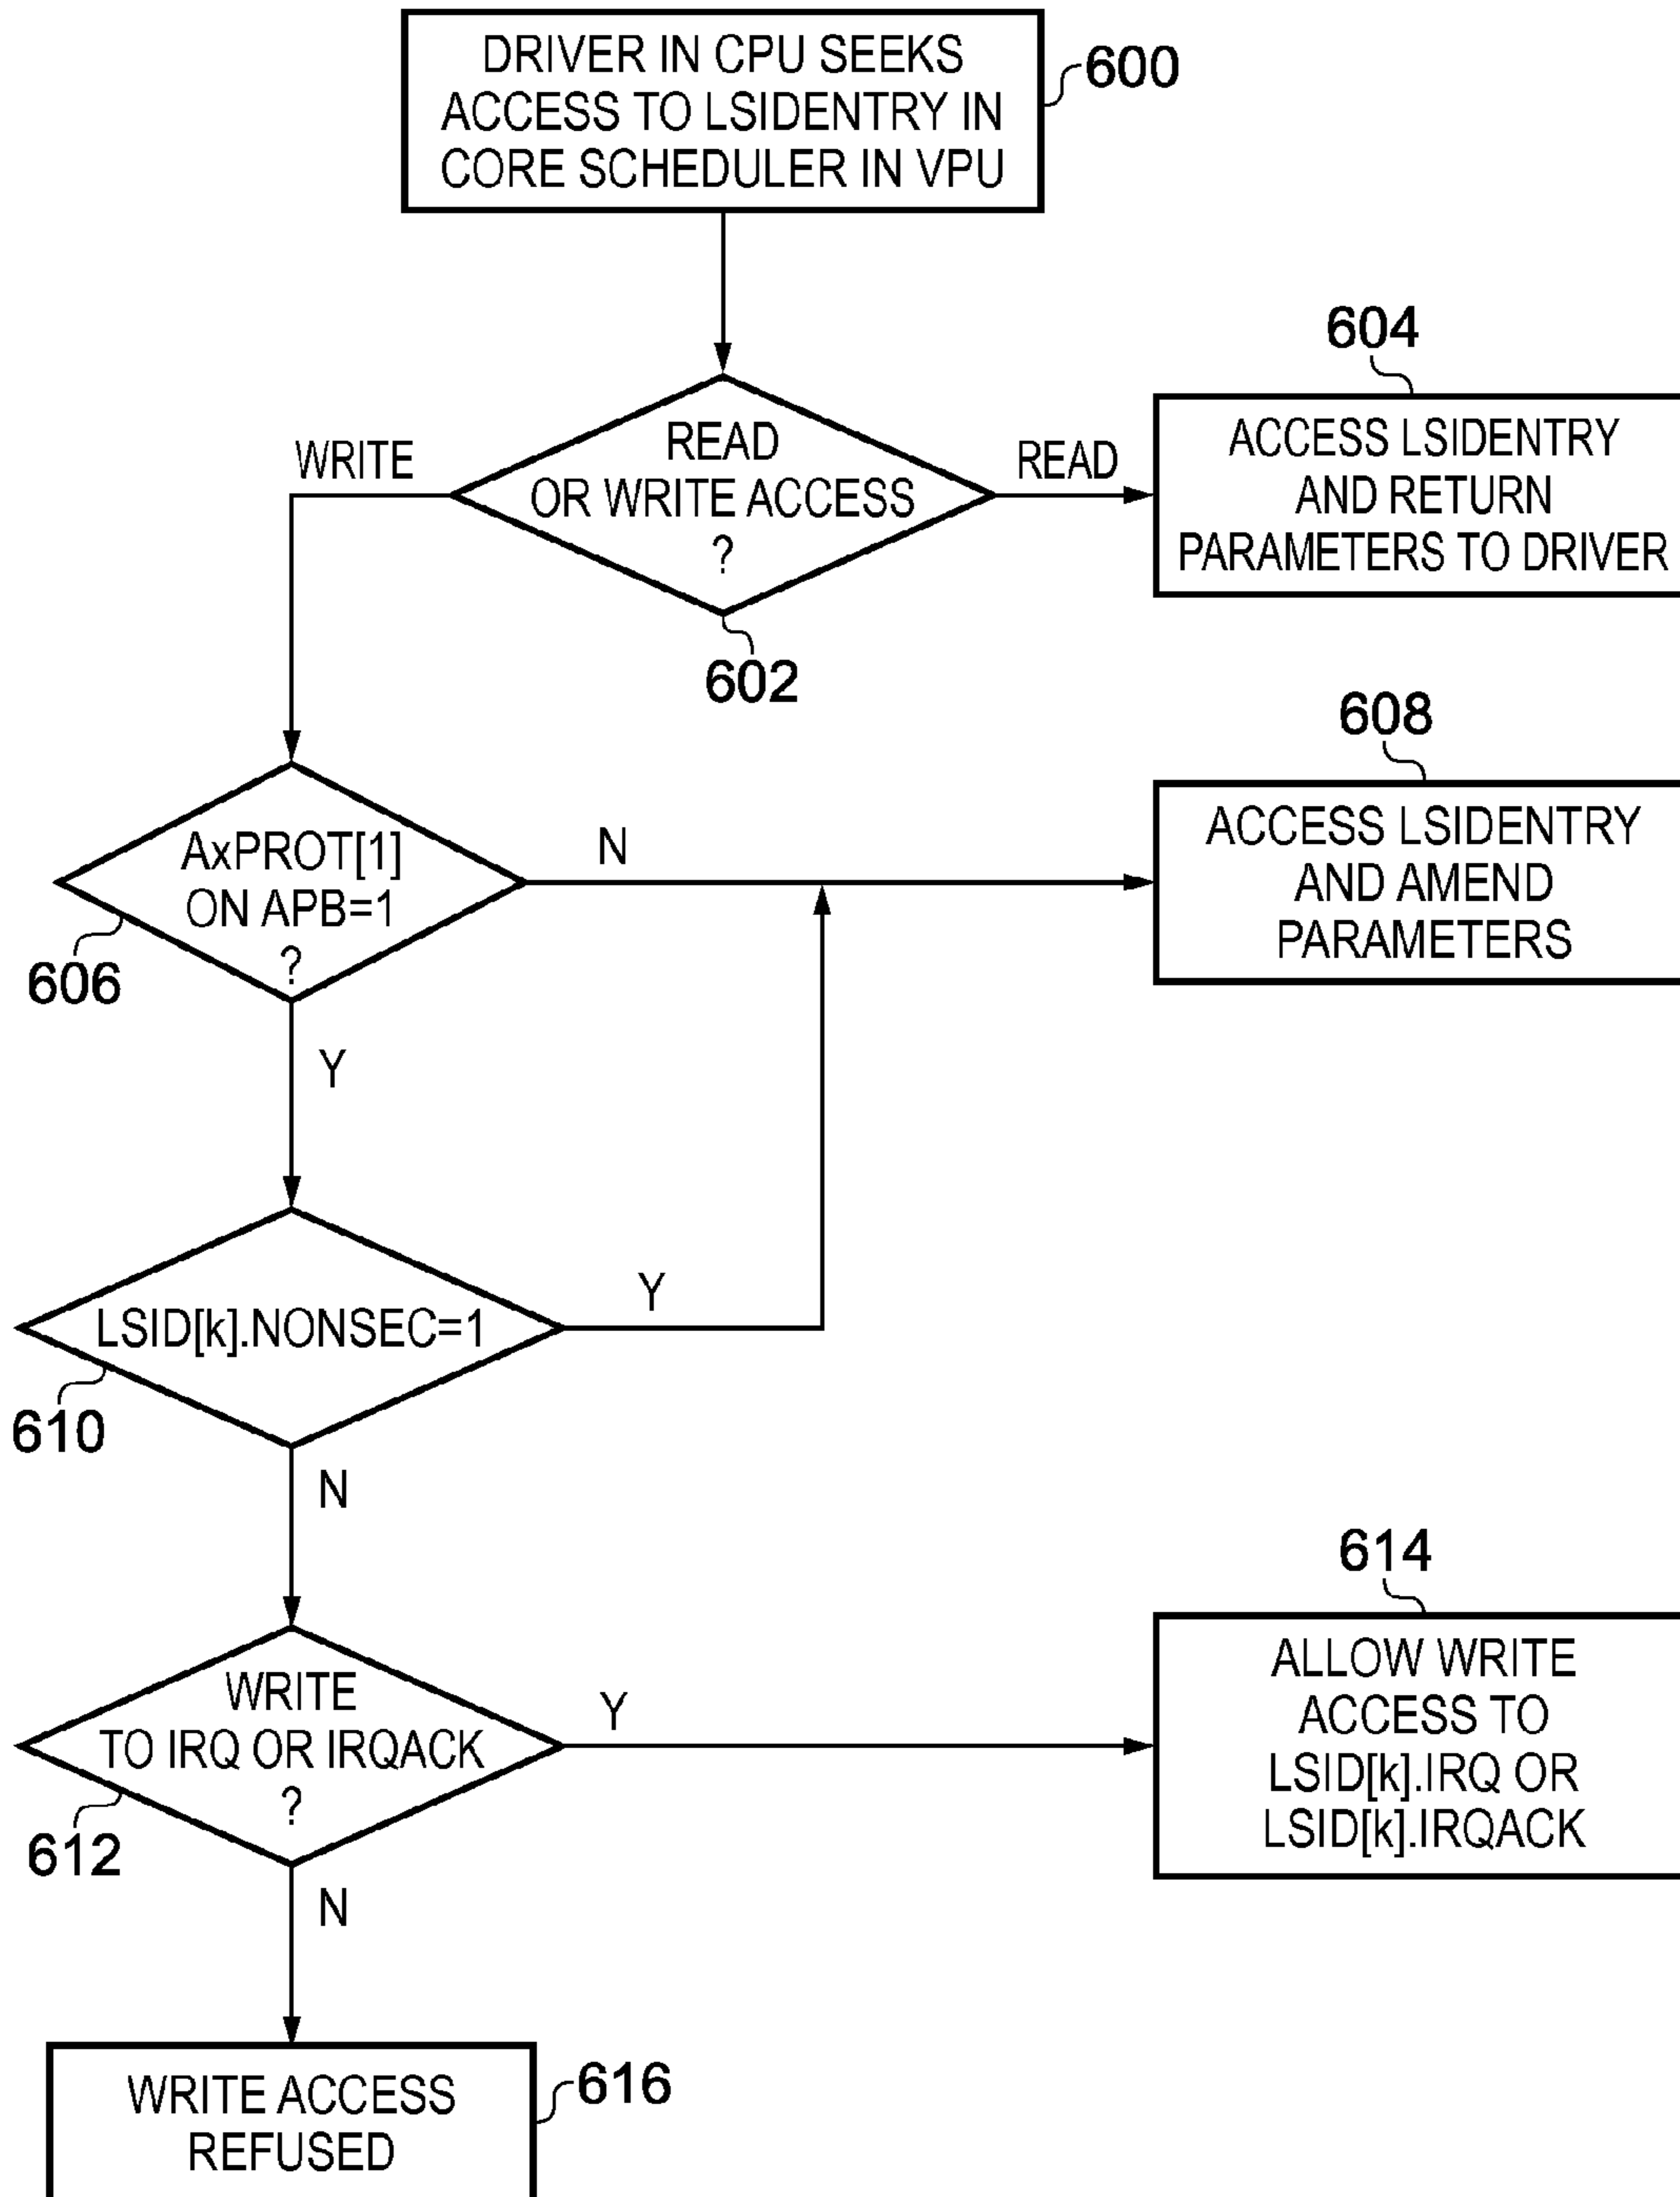 DRIVER IN CPU SEEKS
ACCESS TO LSIDENTRY IN
CORE SCHEDULER IN VPU
600
604
READ
OR WRITE ACCESS
?
WRITE
READ
ACCESS LSIDENTRY
AND RETURN
PARAMETERS TO DRIVER
602
608
AxPROT[1]
ON APB=1
?
N
ACCESS LSIDENTRY
AND AMEND
PARAMETERS
606
Y
LSID[k].NONSEC=1
Y
610
N
614
WRITE
TO IRQ OR IRQACK
?
Y
ALLOW WRITE
ACCESS TO
LSID[k].IRQ OR
LSID[k].IRQACK
612
N
WRITE ACCESS
REFUSED
616